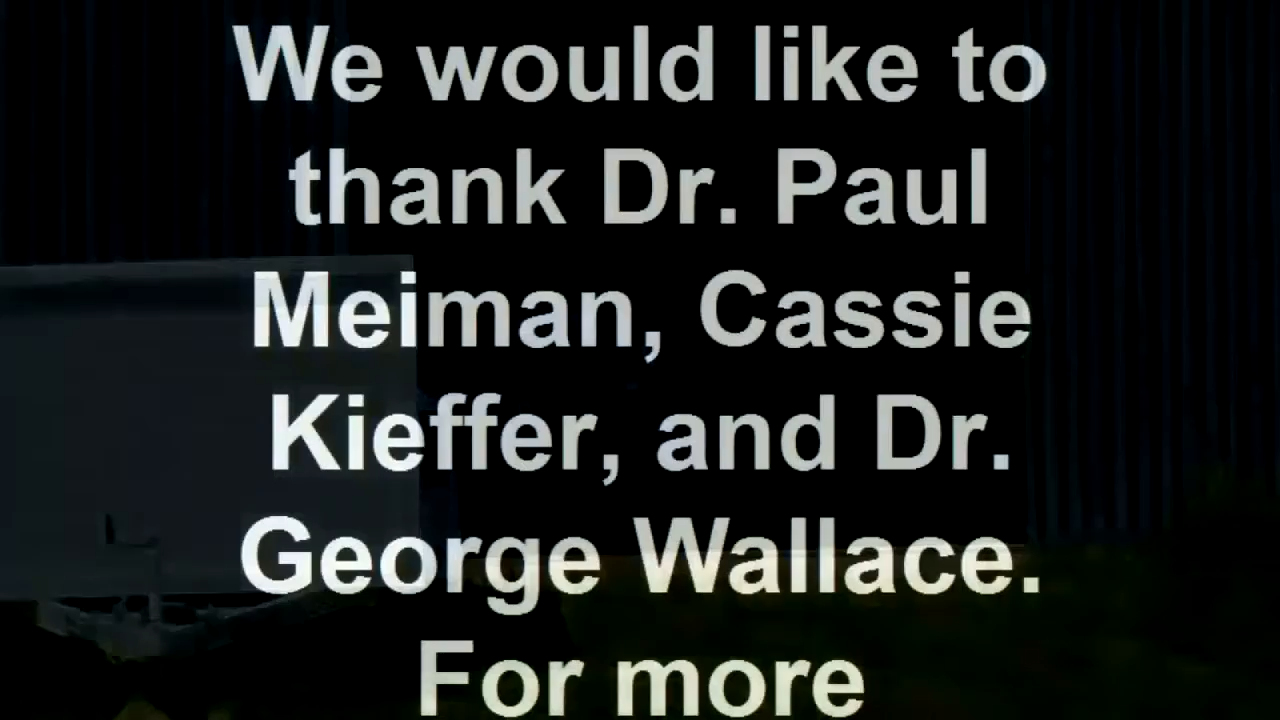 We would like to
thank Dr. Paul
Meiman, Cassie
Kieffer, and Dr.
George Wallace.
For more